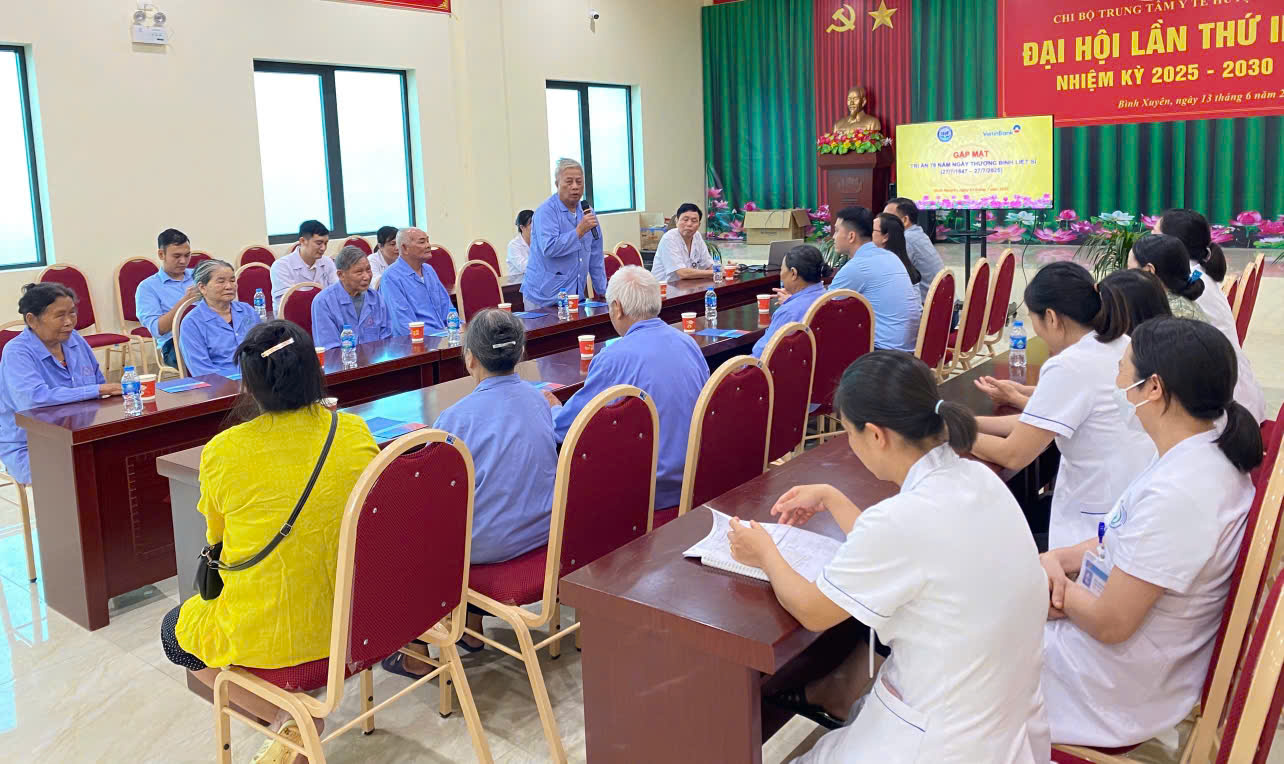 CHI BỘ TRUNG TÂM Y TẾ HUY
ĐẠI HỘI LẦN THỨ II
NHIỆM KỲ 2025 - 2030
Bình Xuyên, ngày 13 tháng 6
VietinBank
GẶP MẶT
TRI ÂN 78 NĂM NGÀY THƯƠNG BINH LIỆT SĨ
(27/7/1947 - 27/7/2025)